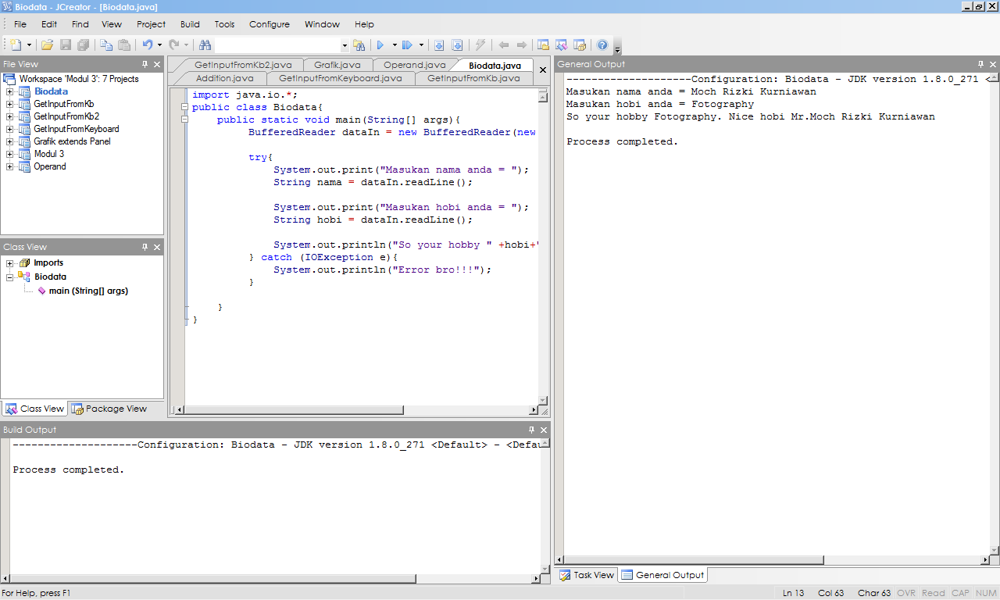 Biodata - JCreator - [Biodata.java]
File Edit Find View Project Build Tools Configure Window Help
File View
Workspace 'Modul 3': 7 Projects
Biodata
GetInputFromKb
GetInputFromKb2
GetInputFromKeyboard
Grafik extends Panel
Modul 3
Operand
Class View
Imports
Biodata
main (String[] args)
Class View Package View
GetInputFromKb2.java Grafik.java Operand.java Biodata.java
Addition.java GetInputFromKeyboard.java GetInputFromKb.java
import java.io.*;
public class Biodata{
public static void main(String[] args){
BufferedReader dataIn = new BufferedReader(new
try{
System.out.print("Masukan nama anda = ");
String nama = dataIn.readLine();
System.out.print("Masukan hobi anda = ");
String hobi = dataIn.readLine();
System.out.println("So your hobby " +hobi+"
} catch (IOException e){
System.out.println("Error bro!!!");
}
}
}
Build Output
--------------------Configuration: Biodata - JDK version 1.8.0_271 <Default> - <Defau
Process completed.
General Output
--------------------Configuration: Biodata - JDK version 1.8.0_271 <
Masukan nama anda = Moch Rizki Kurniawan
Masukan hobi anda = Fotography
So your hobby Fotography. Nice hobi Mr.Moch Rizki Kurniawan
Process completed.
Task View General Output
For Help, press F1
Ln 13 Col 63 Char 63 OVR Read CAP NUM